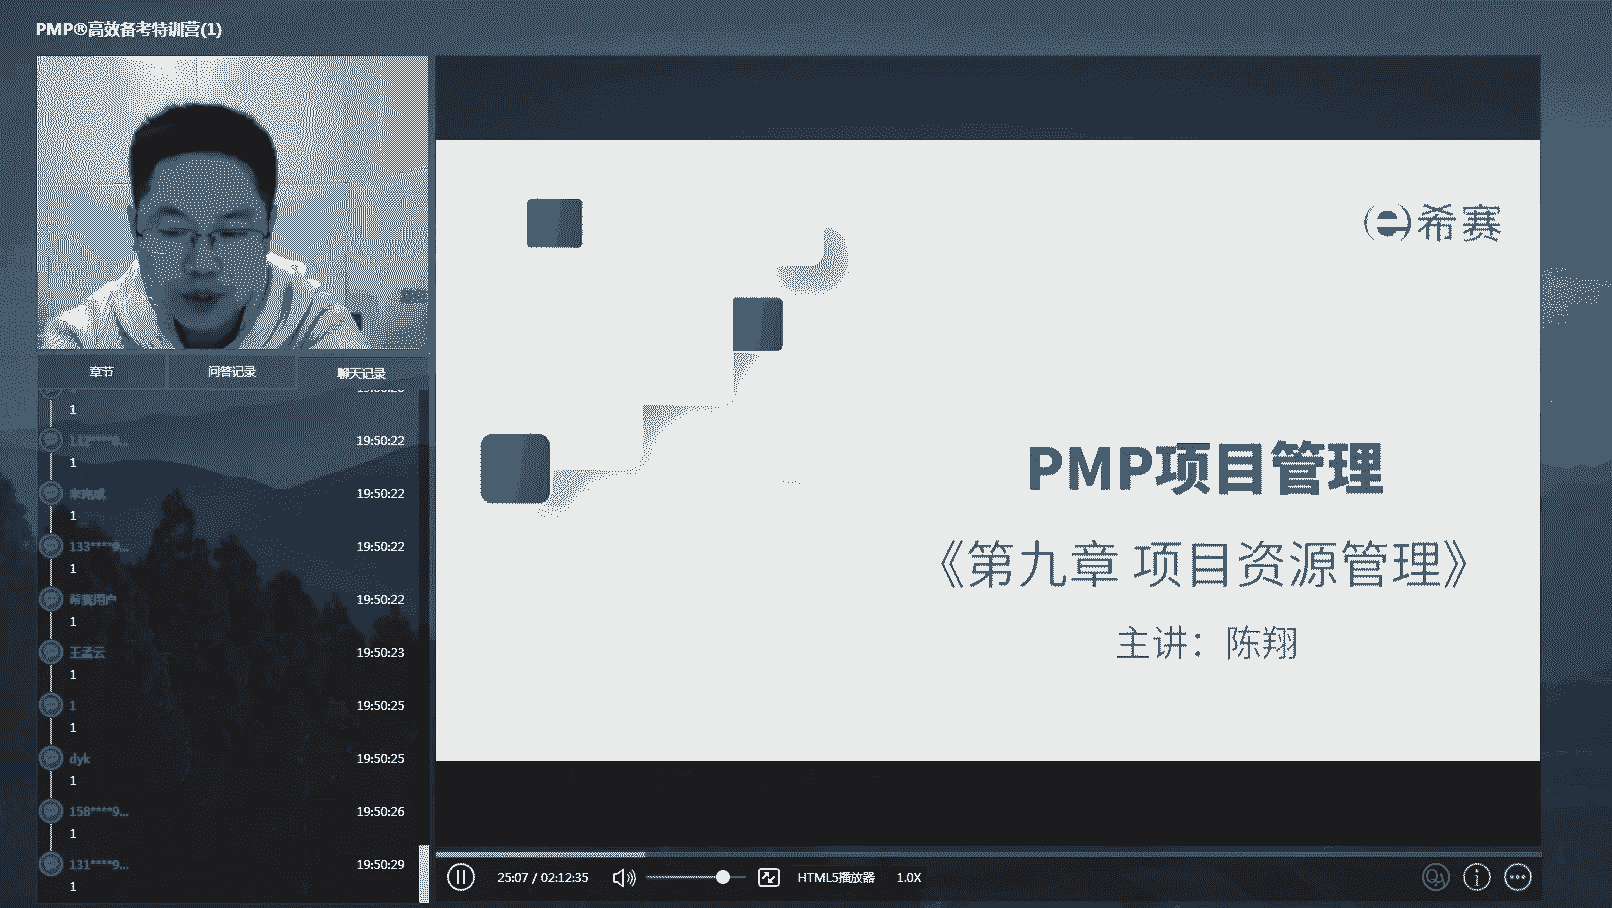 PMP®高效备考特训营(1)
章节
问答记录
聊天记录
1
19:50:22
1
19:50:22
1
133****9...
19:50:22
1
希赛用户
19:50:22
1
王孟云
19:50:23
1
1
19:50:25
1
dyk
19:50:25
1
158****9...
19:50:26
1
131****9...
19:50:29
1
希赛
PMP项目管理
《第九章 项目资源管理》
主讲：陈翔
25:07 / 02:12:35
HTML5播放器
1.0X